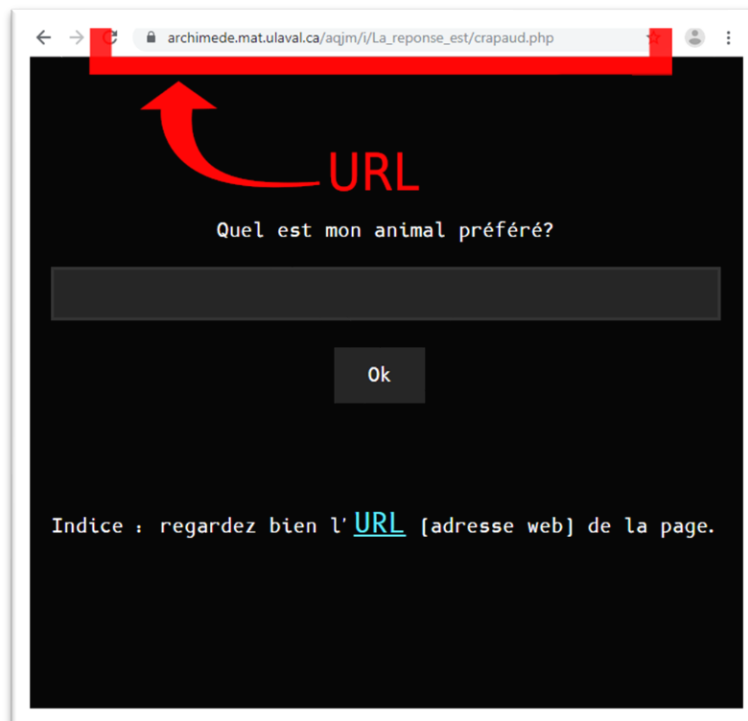 archimede.mat.ulaval.ca/aqjm/i/La_reponse_est/crapaud.php
URL
Quel est mon animal préféré?
Ok
Indice : regardez bien l'URL (adresse web) de la page.